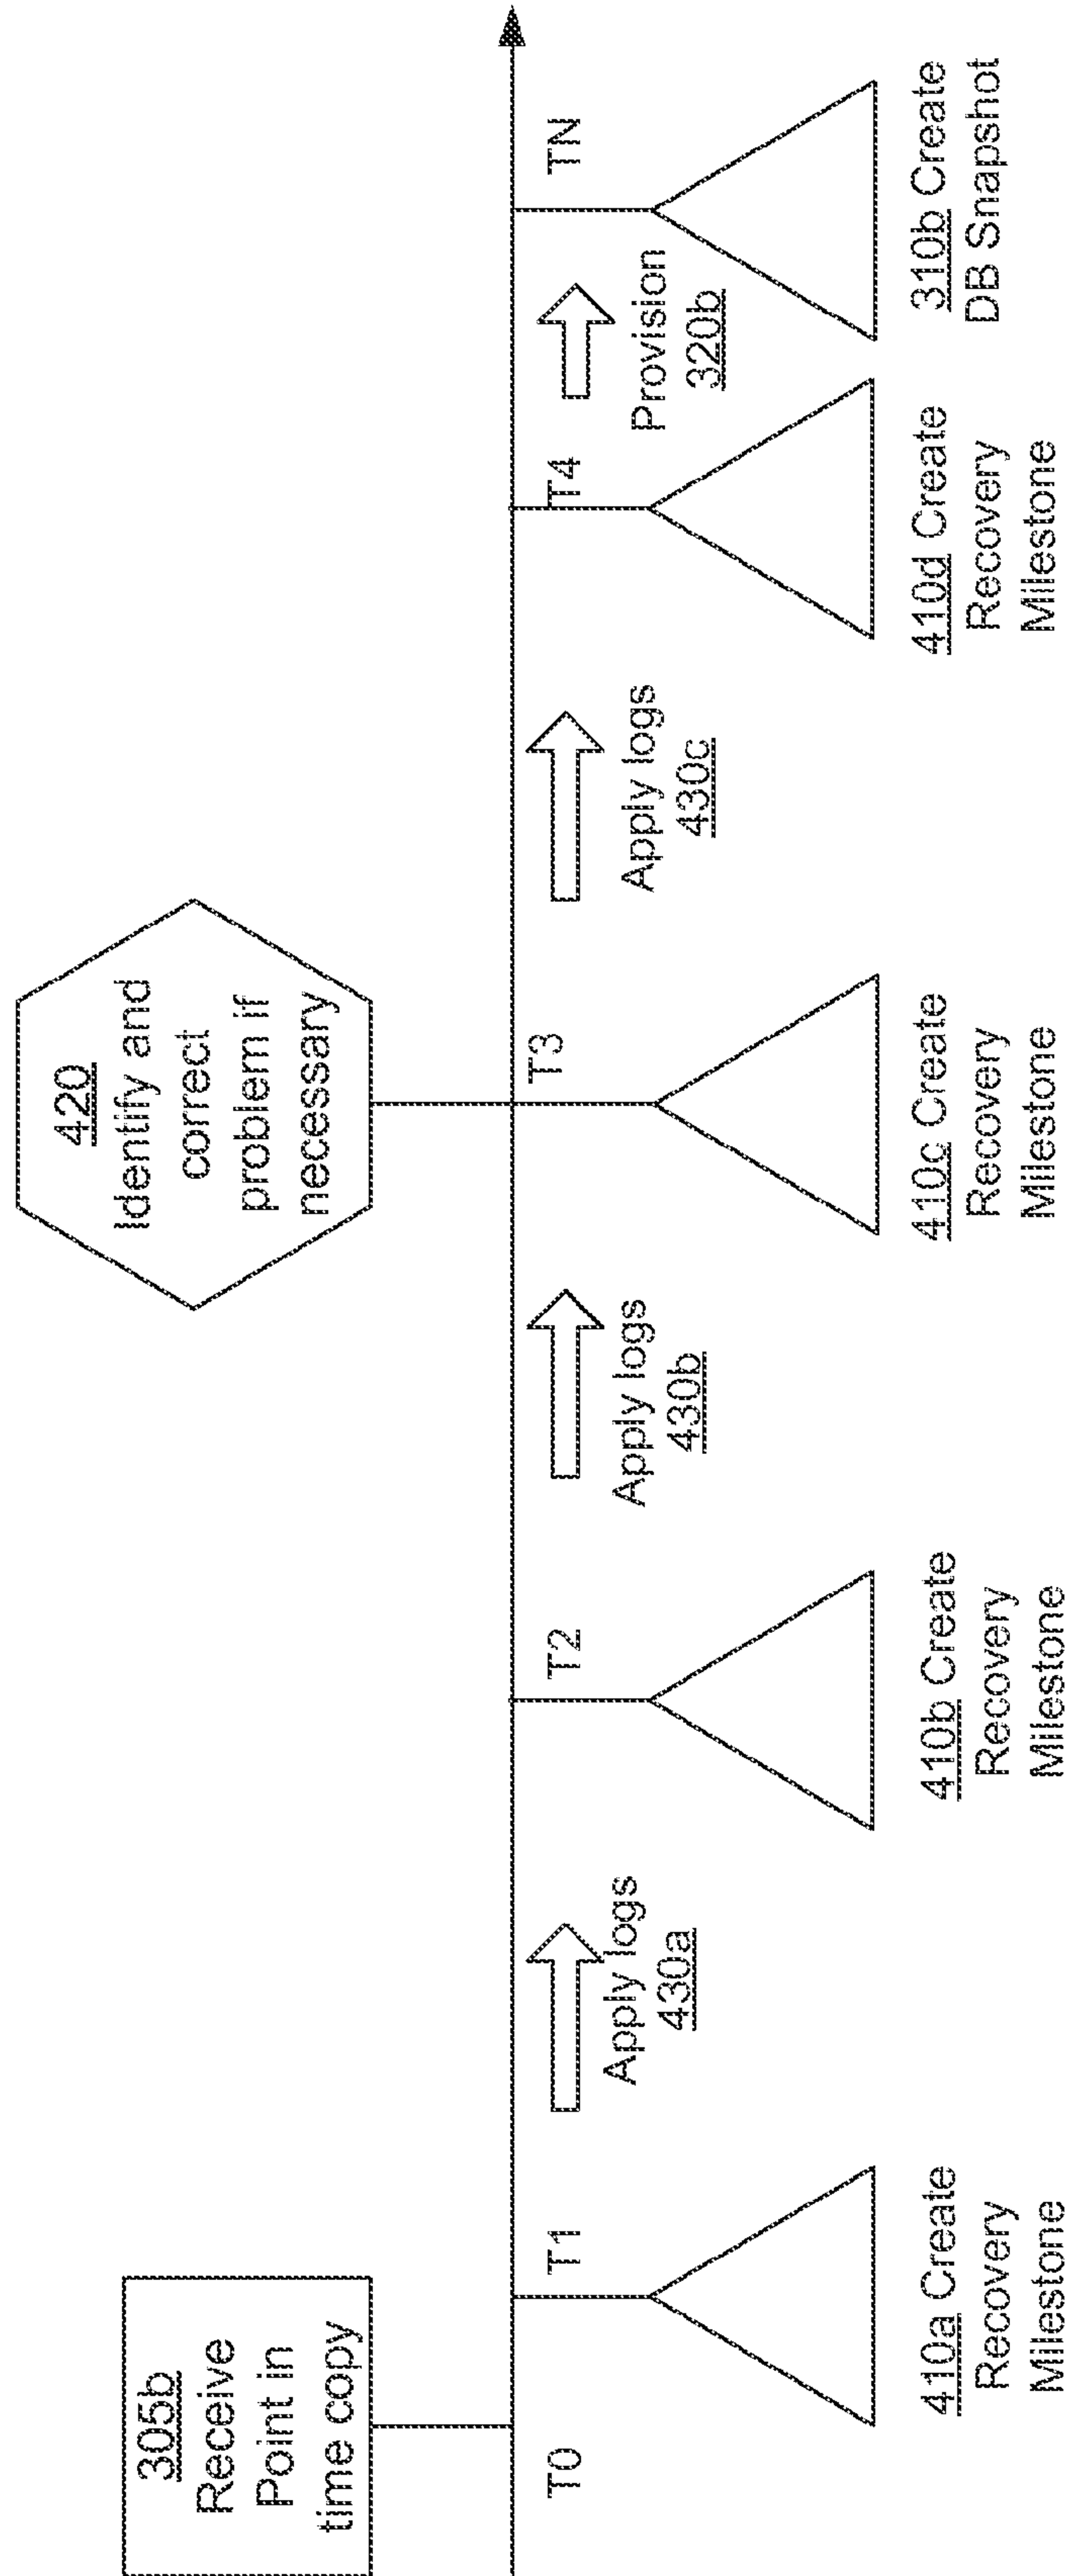 305b
Receive
Point in
time copy
420
Identify and
correct
problem if
necessary
T0
T1
T2
T3
T4
TN
Apply logs
430a
Apply logs
430b
Apply logs
430c
Provision
320b
410a Create
Recovery
Milestone
410b Create
Recovery
Milestone
410c Create
Recovery
Milestone
410d Create
Recovery
Milestone
310b Create
DB Snapshot